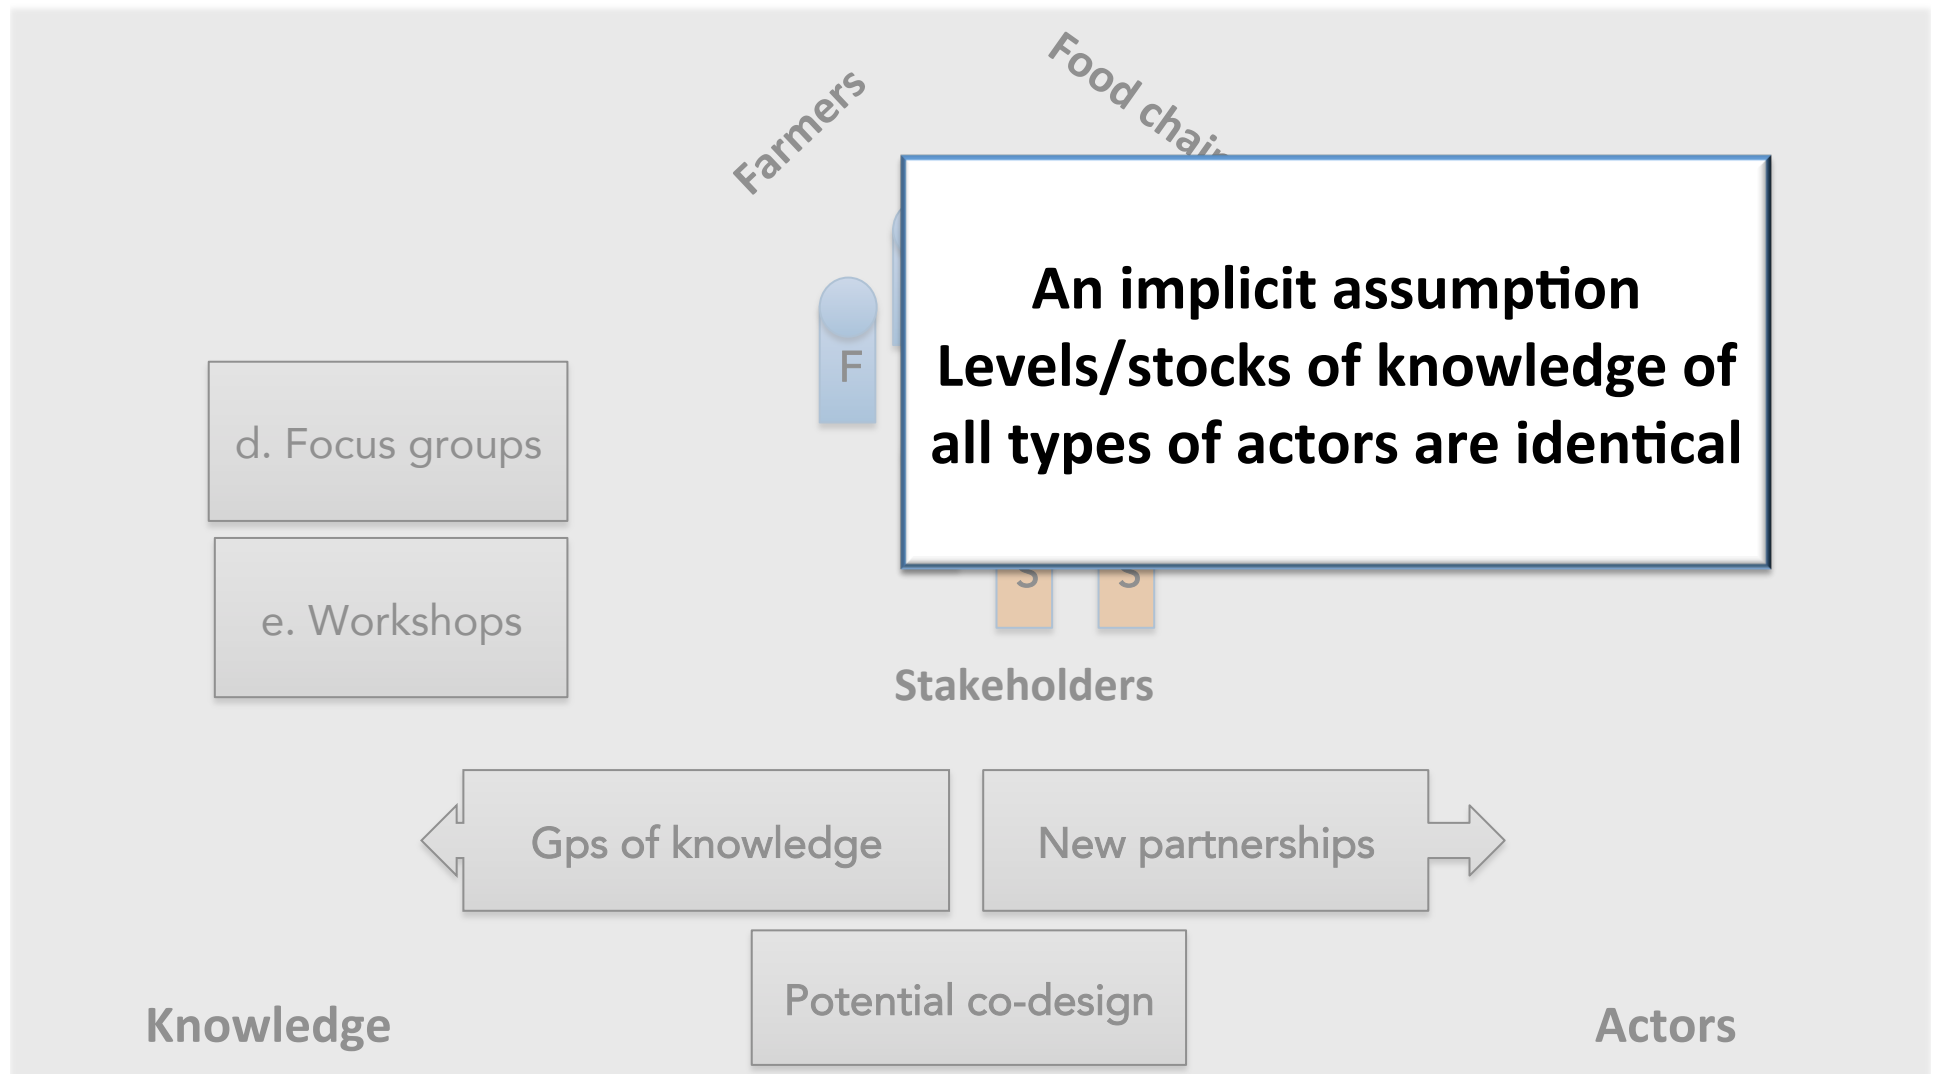 Farmers
Food chain
An implicit assumption
Levels/stocks of knowledge of
all types of actors are identical
F
d. Focus groups
e. Workshops
S
S
Stakeholders
Gps of knowledge
New partnerships
Potential co-design
Knowledge
Actors